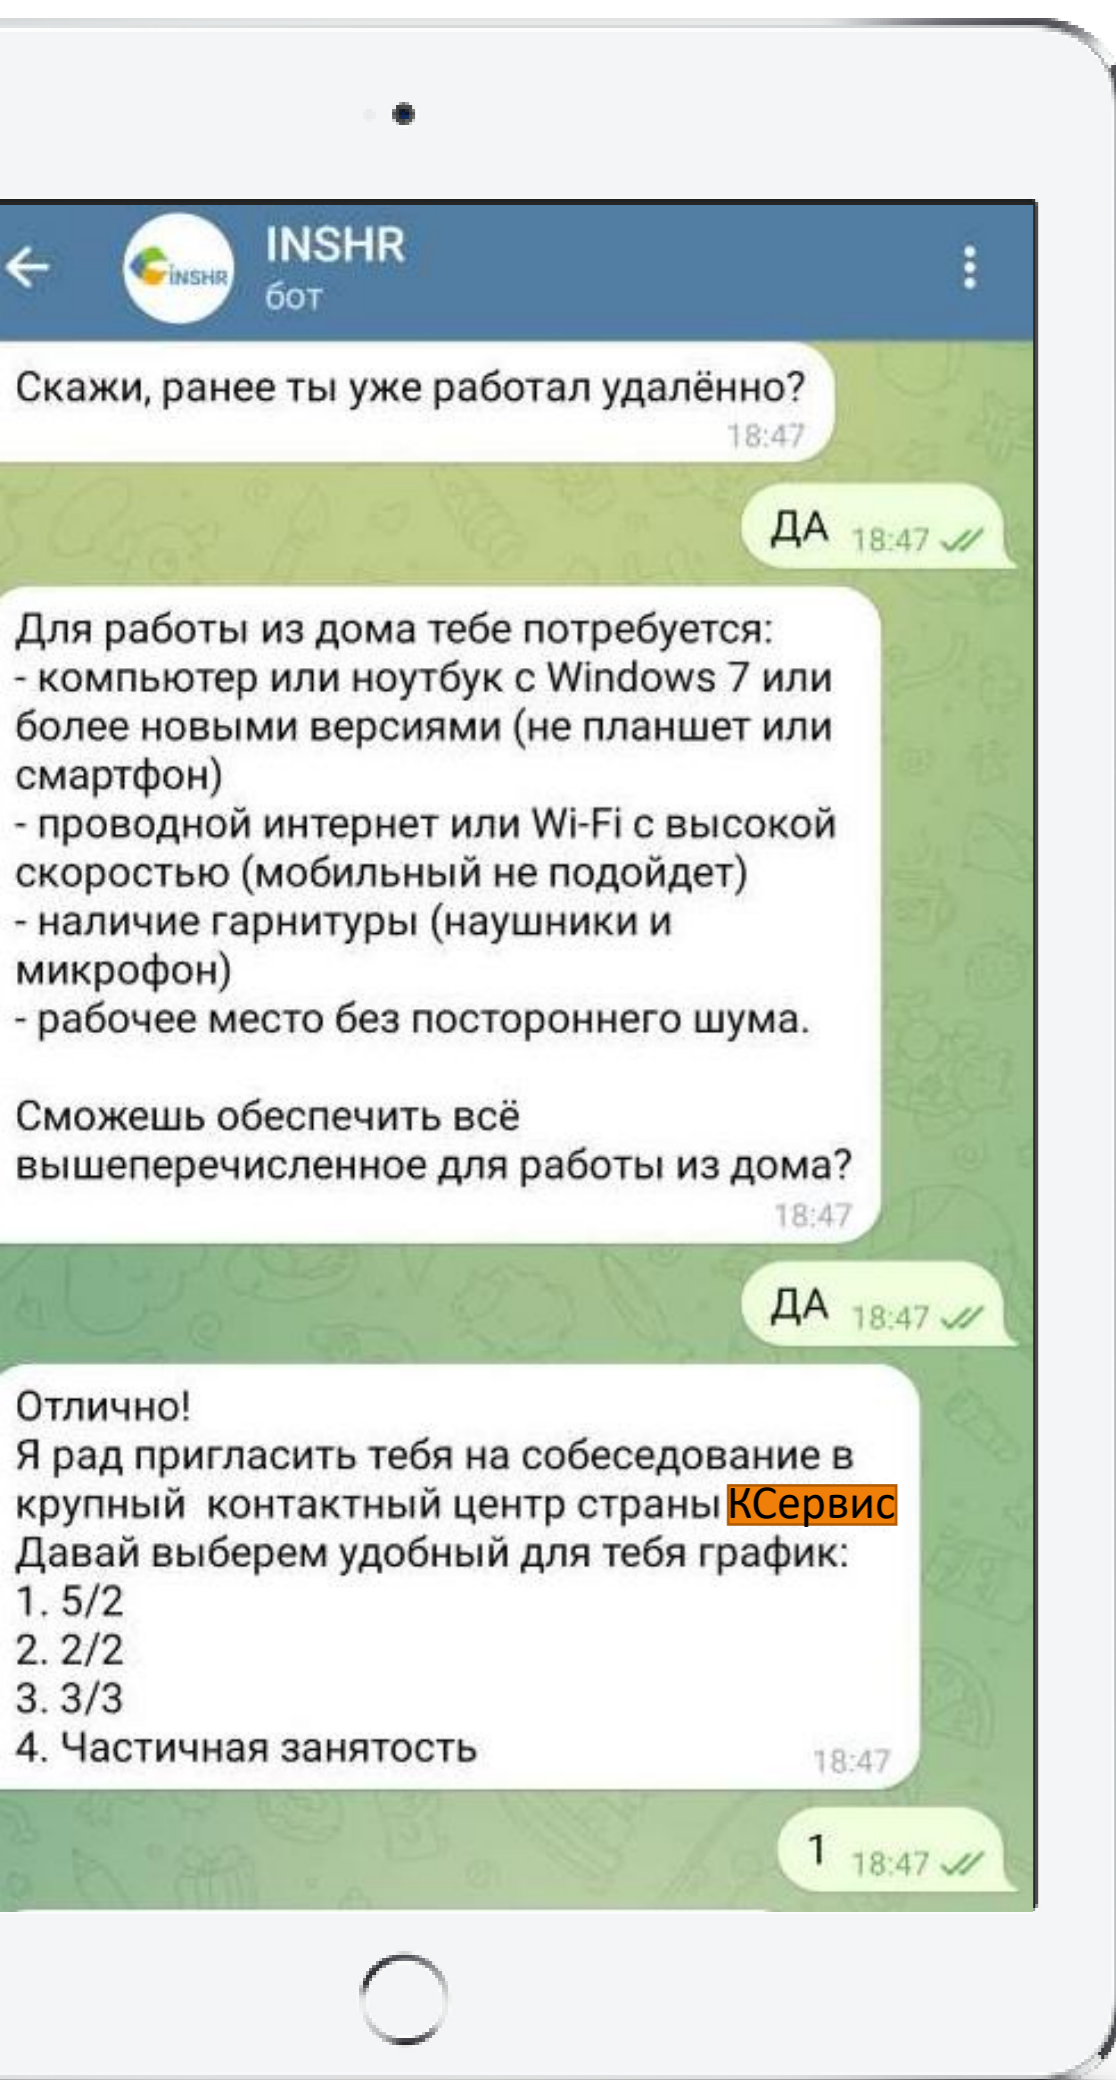 INSHR
INSHR
бот
Скажи, ранее ты уже работал удалённо?
18:47
ДА 18:47
Для работы из дома тебе потребуется:
- компьютер или ноутбук с Windows 7 или
более новыми версиями (не планшет или
смартфон)
- проводной интернет или Wi-Fi с высокой
скоростью (мобильный не подойдет)
- наличие гарнитуры (наушники и
микрофон)
- рабочее место без постороннего шума.
Сможешь обеспечить всё
вышеперечисленное для работы из дома?
18:47
ДА 18:47
Отлично!
Я рад пригласить тебя на собеседование в
крупный контактный центр страны КСервис
Давай выберем удобный для тебя график:
1. 5/2
2. 2/2
3. 3/3
4. Частичная занятость
18:47
1 18:47